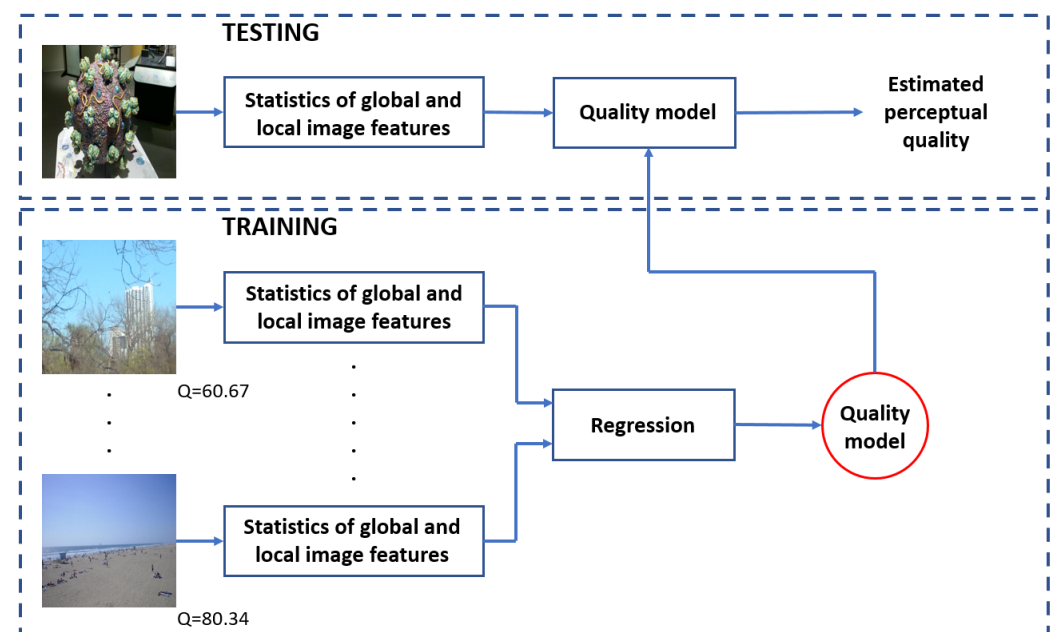 TESTING
Statistics of global and
local image features
Quality model
Estimated
perceptual
quality
TRAINING
Statistics of global and
local image features
Q=60.67
Regression
Quality
model
Statistics of global and
local image features
Q=80.34